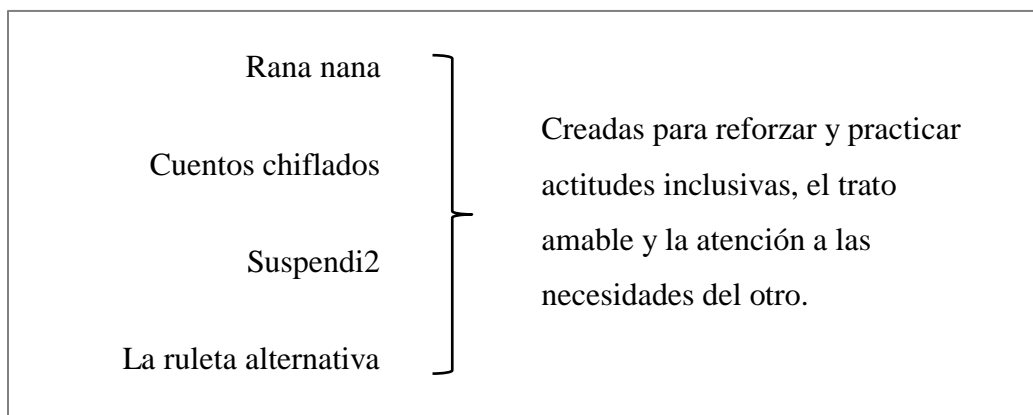 Rana nana
Cuentos chiflados
Suspendi2
La ruleta alternativa
Creadas para reforzar y practicar
actitudes inclusivas, el trato
amable y la atención a las
necesidades del otro.